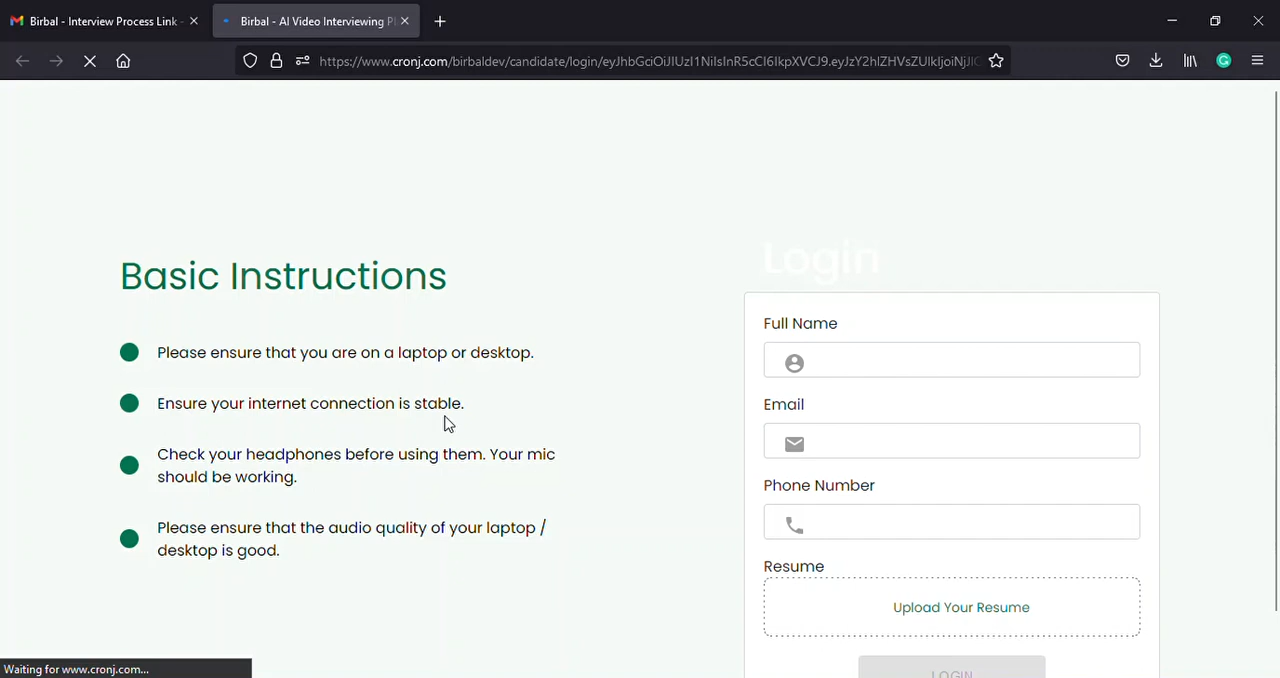 Birbal - Interview Process Link -
Birbal - AI Video Interviewing Pl
https://www.cronj.com/birbaldev/candidate/login/
Basic Instructions
Please ensure that you are on a laptop or desktop.
Ensure your internet connection is stable.
Check your headphones before using them. Your mic
should be working.
Please ensure that the audio quality of your laptop /
desktop is good.
Login
Full Name
Email
Phone Number
Resume
Upload Your Resume
LOGIN
Waiting for www.cronj.com...